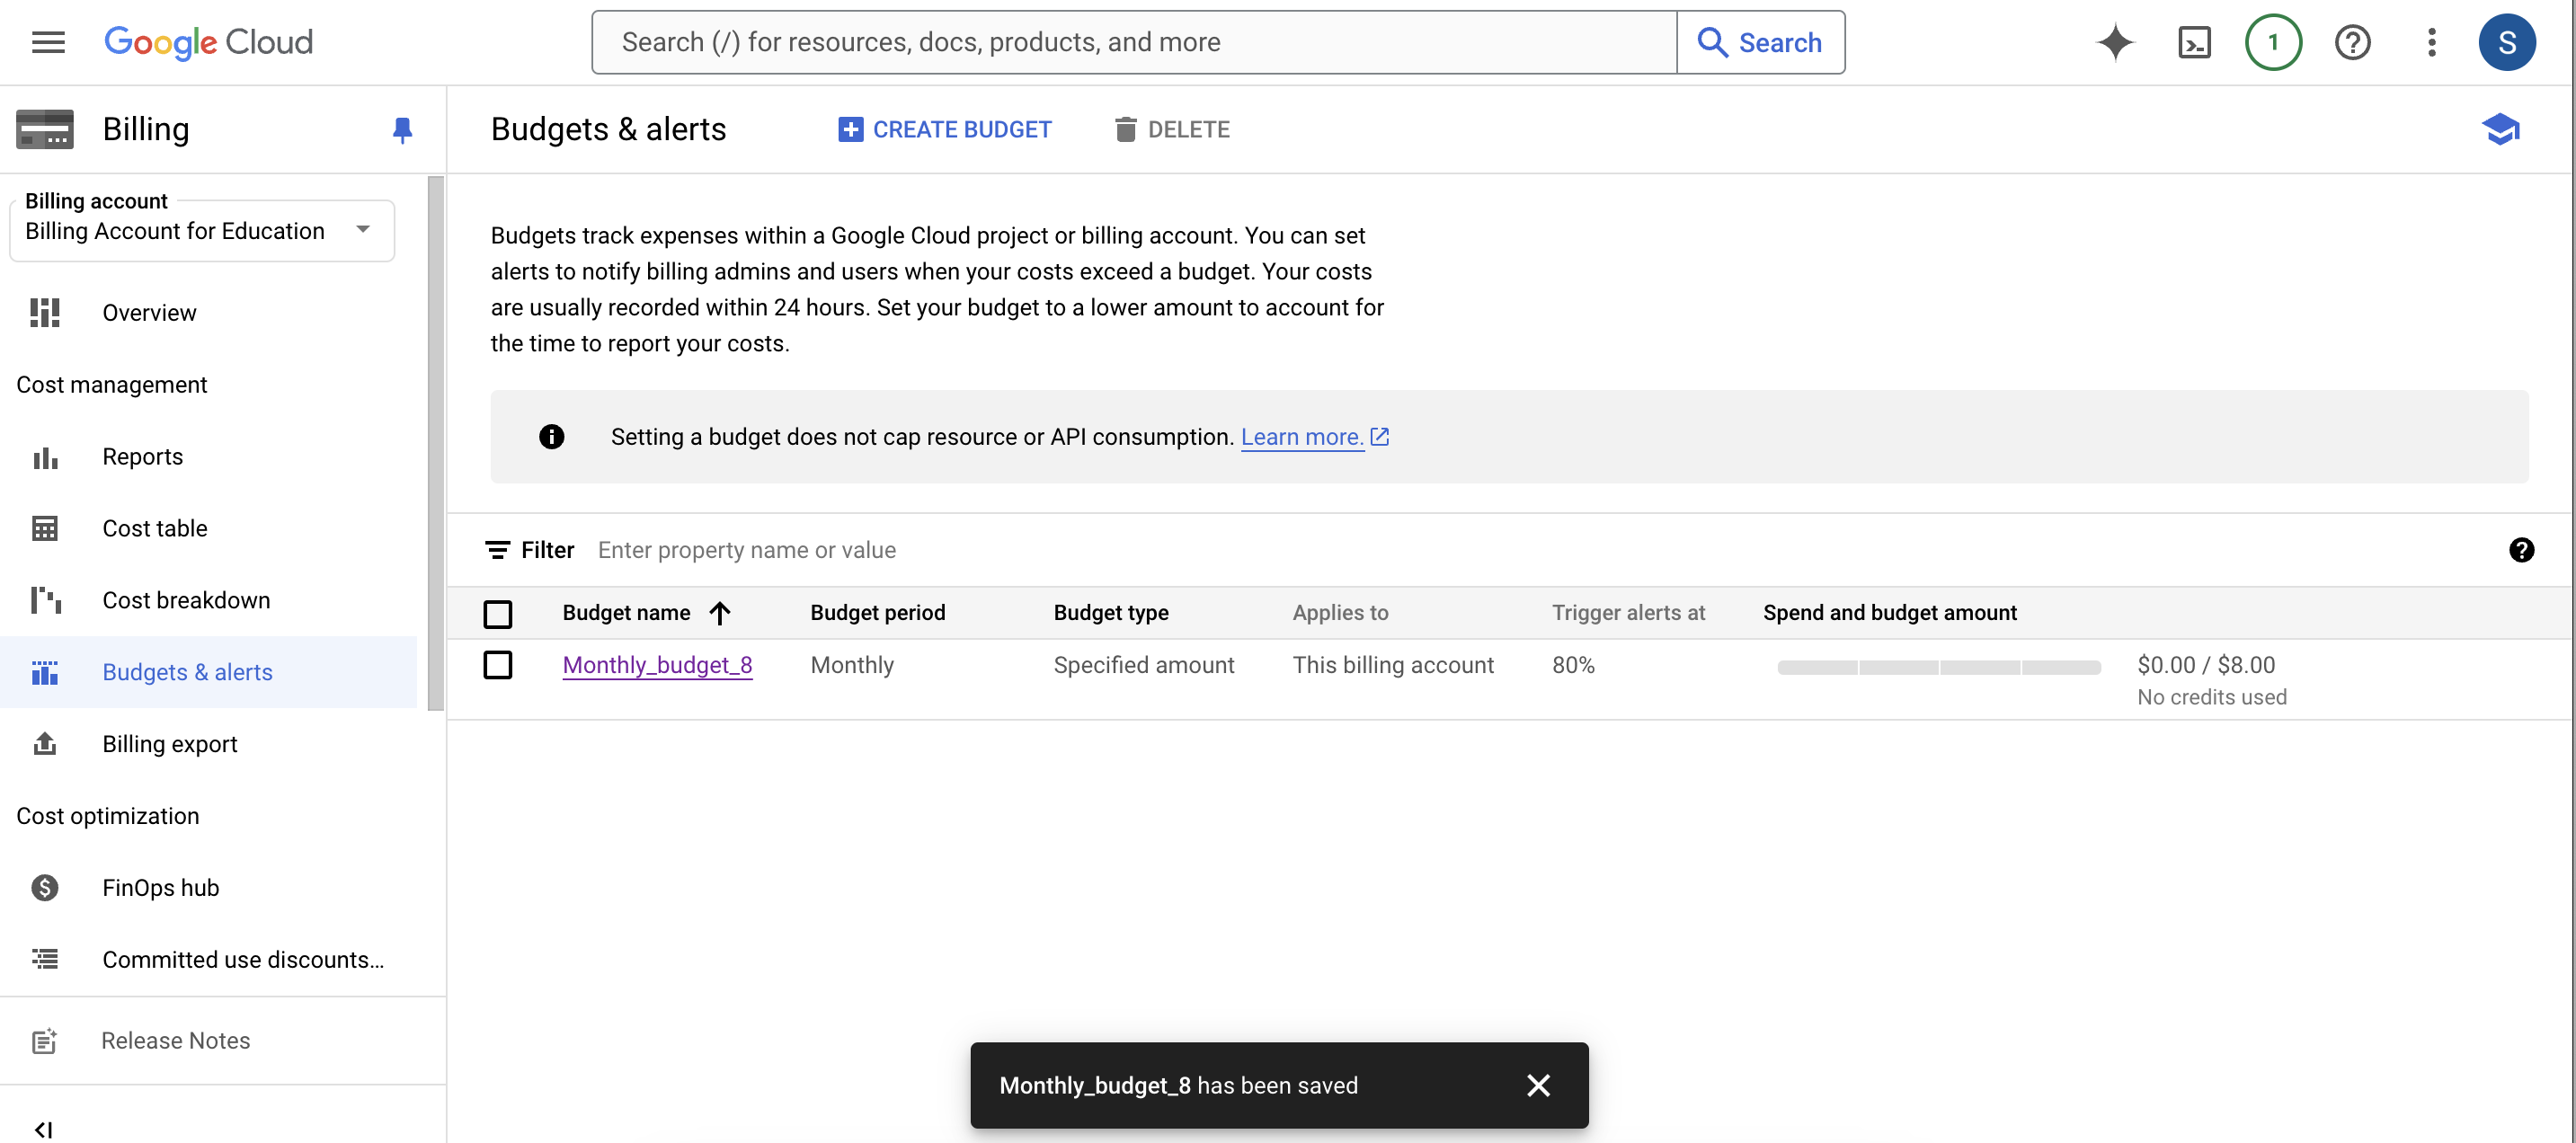 Google Cloud
Search (/) for resources, docs, products, and more
Search
1
S
Billing
Billing account
Billing Account for Education
Overview
Cost management
Reports
Cost table
Cost breakdown
Budgets & alerts
Billing export
Cost optimization
FinOps hub
Committed use discounts...
Release Notes
Budgets & alerts
CREATE BUDGET
DELETE
Budgets track expenses within a Google Cloud project or billing account. You can set
alerts to notify billing admins and users when your costs exceed a budget. Your costs
are usually recorded within 24 hours. Set your budget to a lower amount to account for
the time to report your costs.
Setting a budget does not cap resource or API consumption. Learn more.
Filter Enter property name or value
Budget name Budget period Budget type Applies to Trigger alerts at Spend and budget amount
Monthly_budget_8 Monthly Specified amount This billing account 80% $0.00 / $8.00
No credits used
Monthly_budget_8 has been saved